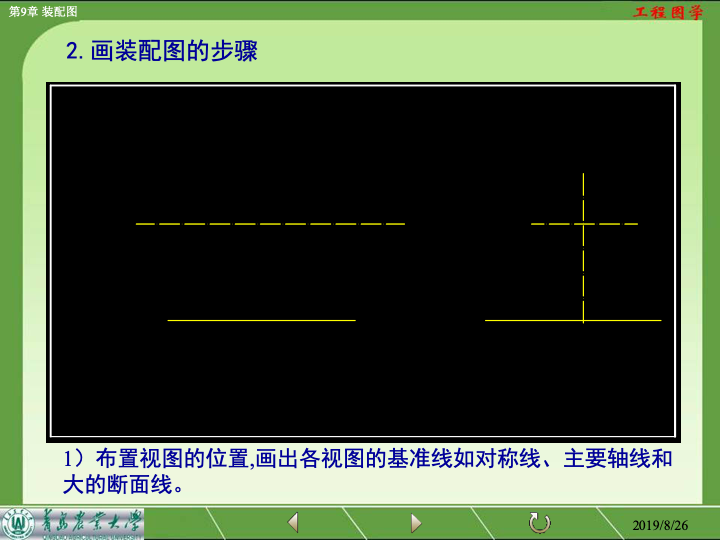 第9章 装配图
工程图学
2.画装配图的步骤
1）布置视图的位置,画出各视图的基准线如对称线、主要轴线和
大的断面线。
青岛农业大学
2019/8/26